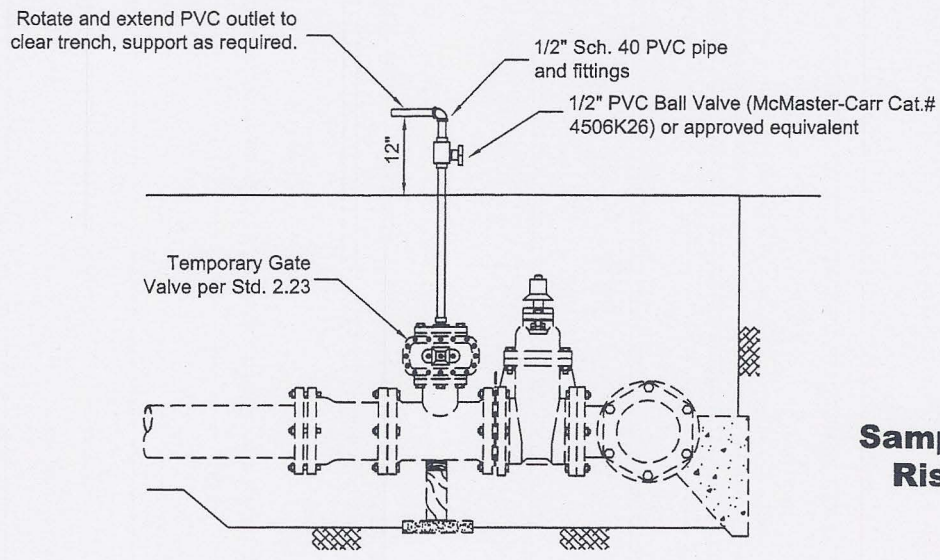 Rotate and extend PVC outlet to
clear trench, support as required.
1/2" Sch. 40 PVC pipe
and fittings
1/2" PVC Ball Valve (McMaster-Carr Cat.#
4506K26) or approved equivalent
12"
Temporary Gate
Valve per Std. 2.23